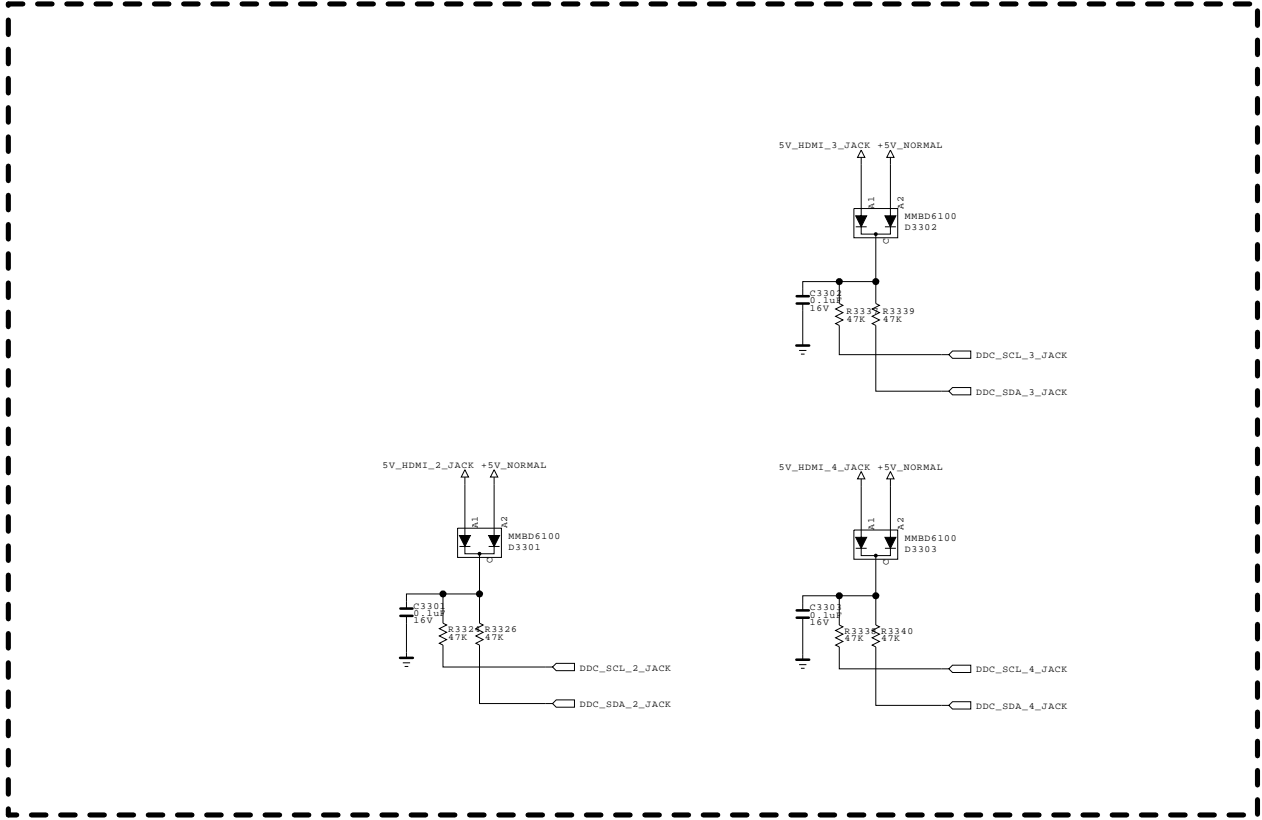 5V_HDMI_3_JACK +5V_NORMAL
A1
A2
MMBD6100
D3302
C
C3302
0.1uF
16V
R3339
47K
47K
DDC_SCL_3_JACK
DDC_SDA_3_JACK
5V_HDMI_2_JACK +5V_NORMAL
A1
A2
MMBD6100
D3301
C
C3301
0.1uF
16V
R3326
47K
47K
DDC_SCL_2_JACK
DDC_SDA_2_JACK
5V_HDMI_4_JACK +5V_NORMAL
A1
A2
MMBD6100
D3303
C
C3303
0.1uF
16V
R3340
47K
47K
DDC_SCL_4_JACK
DDC_SDA_4_JACK